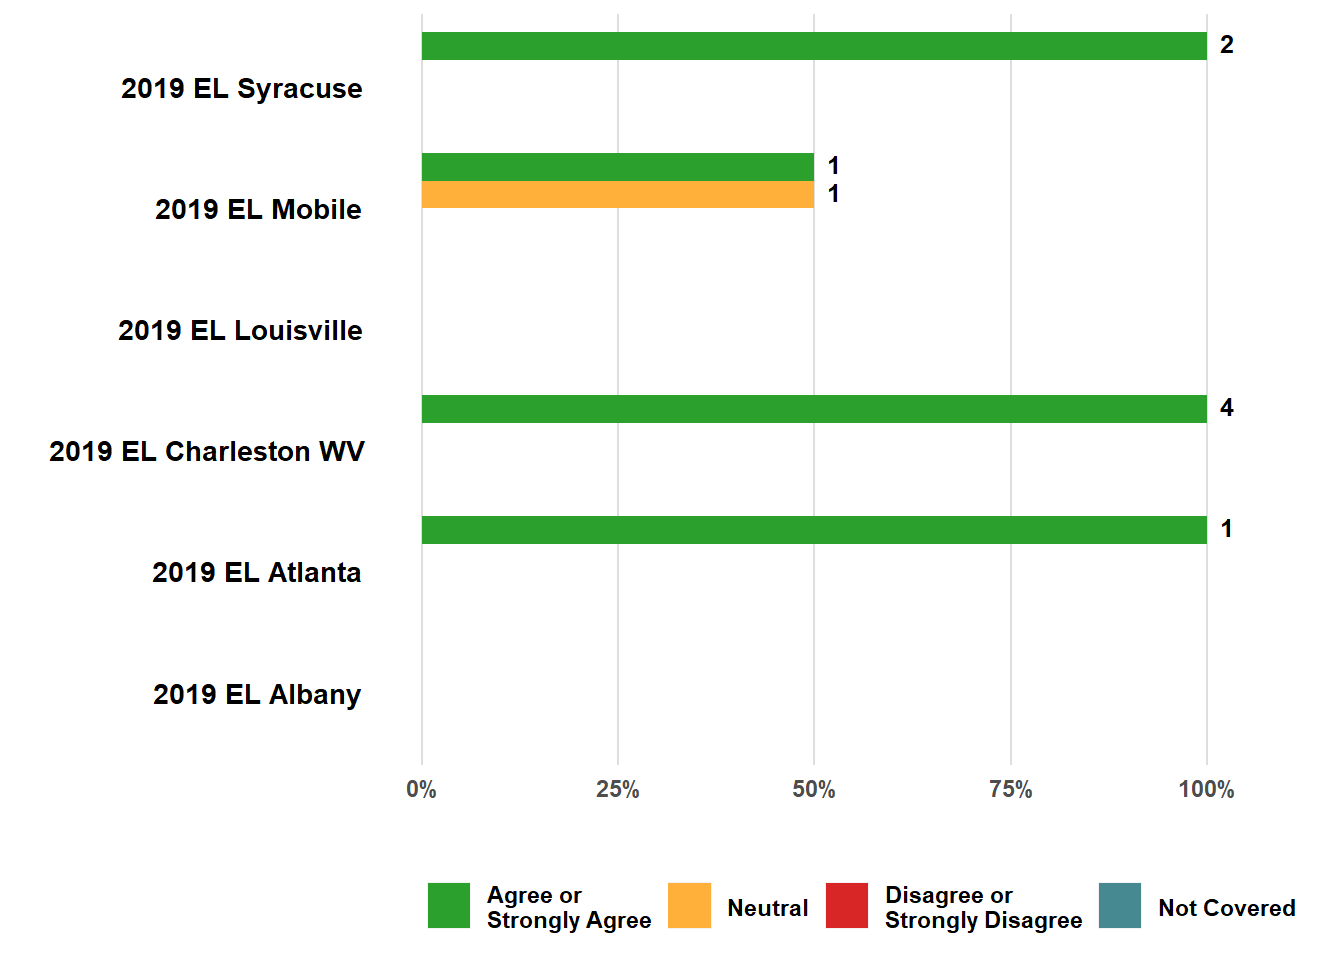 2
2019 EL Syracuse
1
1
2019 EL Mobile
2019 EL Louisville
4
2019 EL Charleston WV
1
2019 EL Atlanta
2019 EL Albany
0% 25% 50% 75% 100%
Agree or
Strongly Agree
Neutral
Disagree or
Strongly Disagree
Not Covered